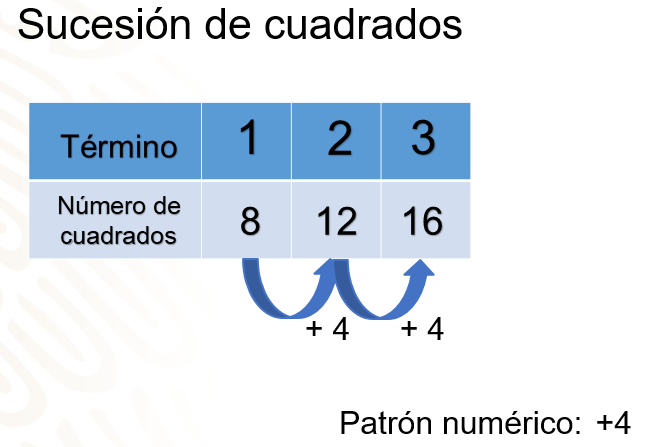 Sucesión de cuadrados
Término 1 2 3
Número de
cuadrados 8 12 16
+ 4 + 4
Patrón numérico: +4